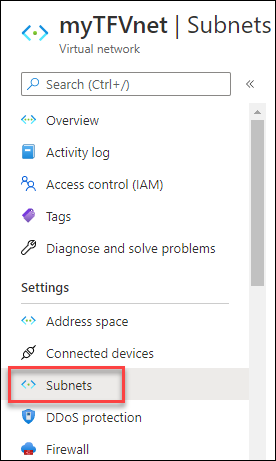 myTFVnet | Subnets
Virtual network
Search (Ctrl+/)
«
Overview
Activity log
Access control (IAM)
Tags
Diagnose and solve problems
Settings
Address space
Connected devices
Subnets
DDoS protection
Firewall